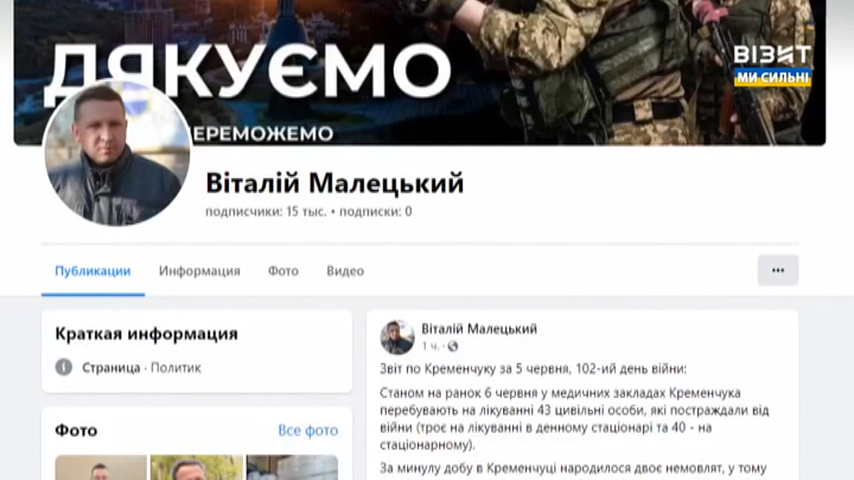 ДЯКУЄМО
ВІЗИТ
МИ СИЛЬНІ
ПЕРЕМОЖЕМО
Віталій Малецький
подписчики: 15 тыс. • подписки: 0
Публикации Информация Фото Видео ...
Краткая информация
Страница · Политик
Фото Все фото
Віталій Малецький
1 ч. ·
Звіт по Кременчуку за 5 червня, 102-ий день війни:
Станом на ранок 6 червня у медичних закладах Кременчука
перебувають на лікуванні 43 цивільні особи, які постраждали від
війни (троє на лікуванні в денному стаціонарі та 40 - на
стаціонарному).
За минулу добу в Кременчуці народилося двоє немовлят, у тому